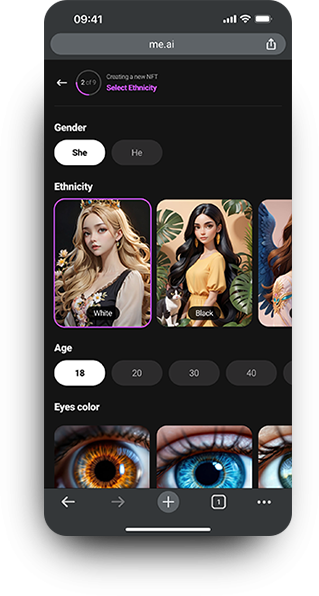 09:41
me.ai
2 of 9
Creating a new NFT
Select Ethnicity
Gender
She
He
Ethnicity
White
Black
Age
18
20
30
40
Eyes color
1